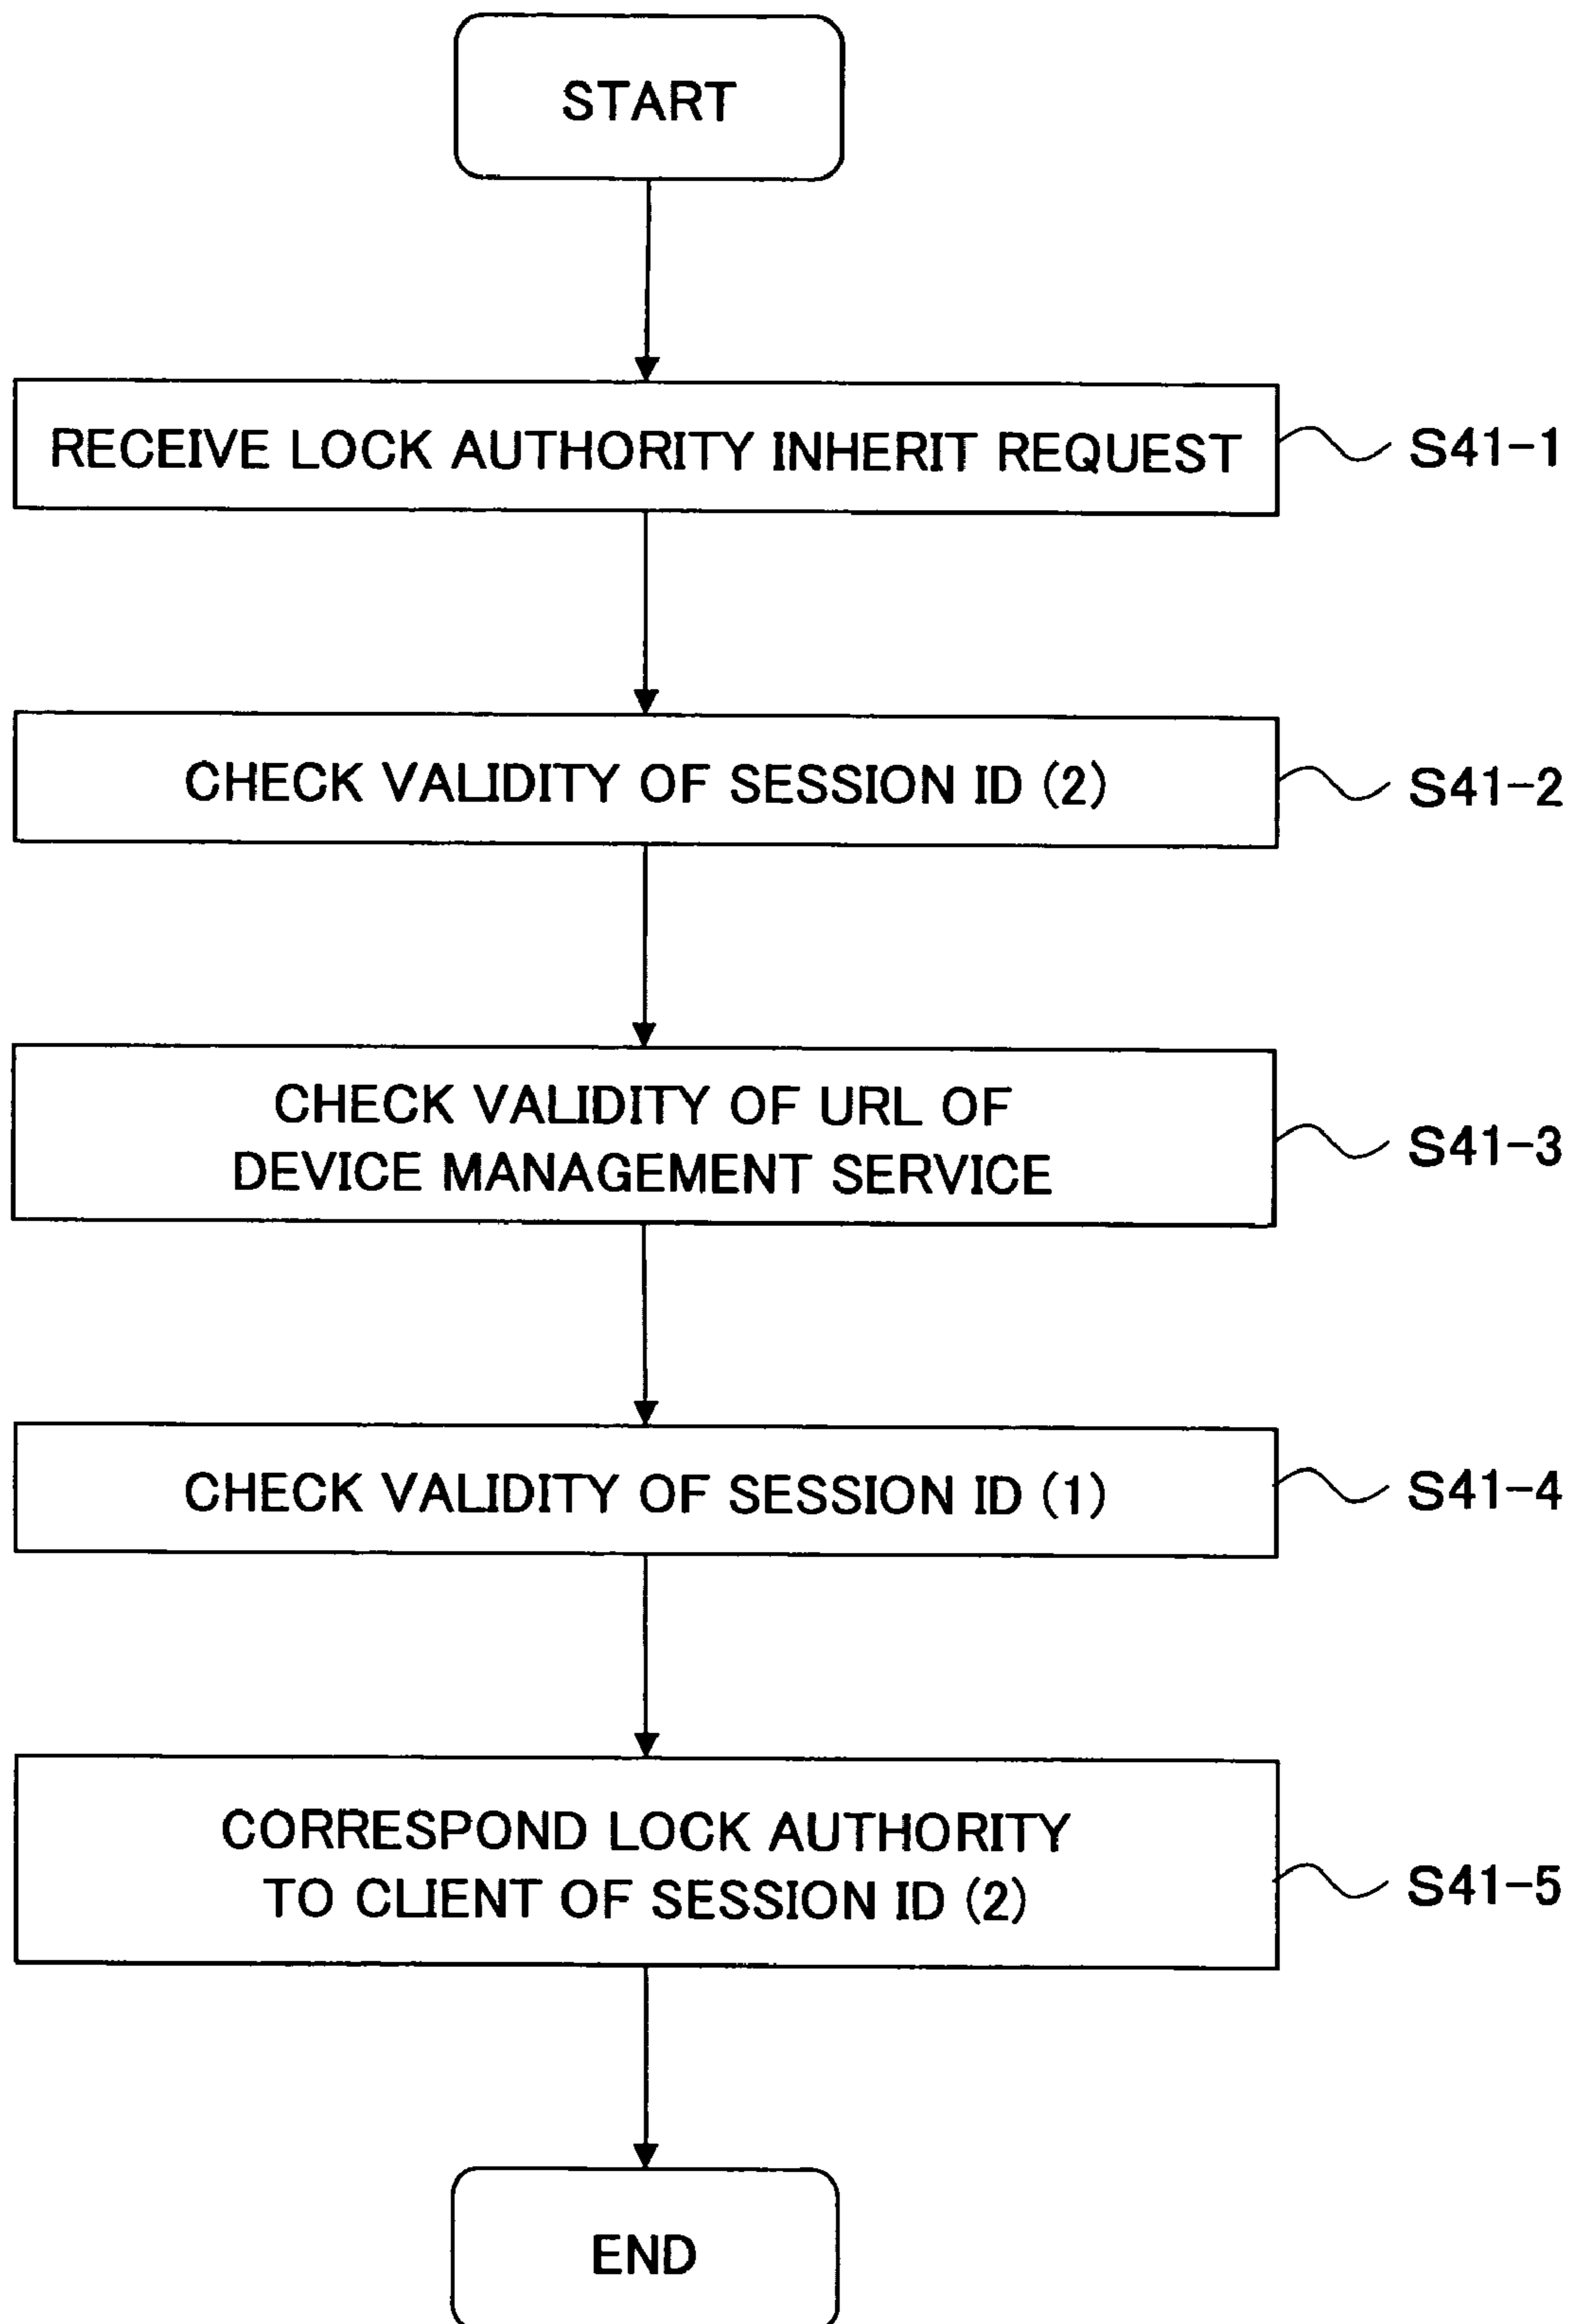 START
RECEIVE LOCK AUTHORITY INHERIT REQUEST
S41-1
CHECK VALIDITY OF SESSION ID (2)
S41-2
CHECK VALIDITY OF URL OF
DEVICE MANAGEMENT SERVICE
S41-3
CHECK VALIDITY OF SESSION ID (1)
S41-4
CORRESPOND LOCK AUTHORITY
TO CLIENT OF SESSION ID (2)
S41-5
END